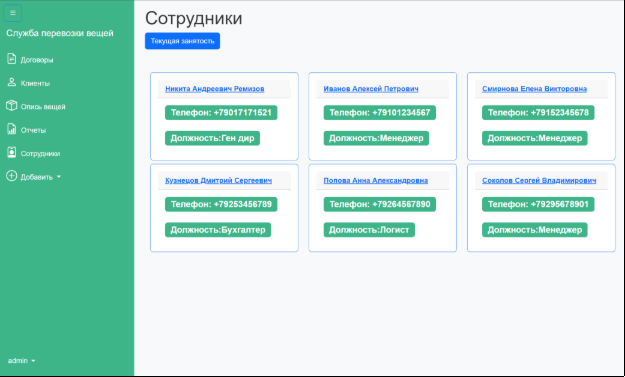 Служба перевозки вещей
Договоры
Клиенты
Опись вещей
Отчеты
Сотрудники
Добавить
admin
Сотрудники
Текущая занятость
Никита Андреевич Ремизов
Телефон: +79017171521
Должность:Ген дир
Иванов Алексей Петрович
Телефон: +79101234567
Должность:Менеджер
Смирнова Елена Викторовна
Телефон: +79152345678
Должность:Менеджер
Кузнецов Дмитрий Сергеевич
Телефон: +79253456789
Должность:Бухгалтер
Попова Анна Александровна
Телефон: +79264567890
Должность:Логист
Соколов Сергей Владимирович
Телефон: +79295678901
Должность:Менеджер